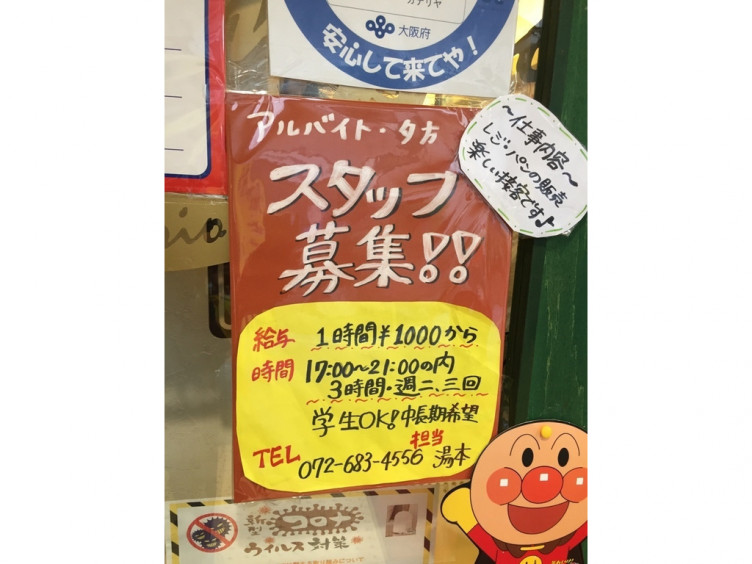 カナリヤ
大阪府
安心して来てや！
アルバイト・夕方
スタッフ
募集!!
〜仕事内容〜
レジ・パンの販売
楽しい接客です♪
給与 1時間¥1000から
時間 17:00〜21:00の内
3時間・週二、三回
学生OK!中長期希望
担当
TEL 072-683-4556 湯本
新型コロナ
ウイルス対策